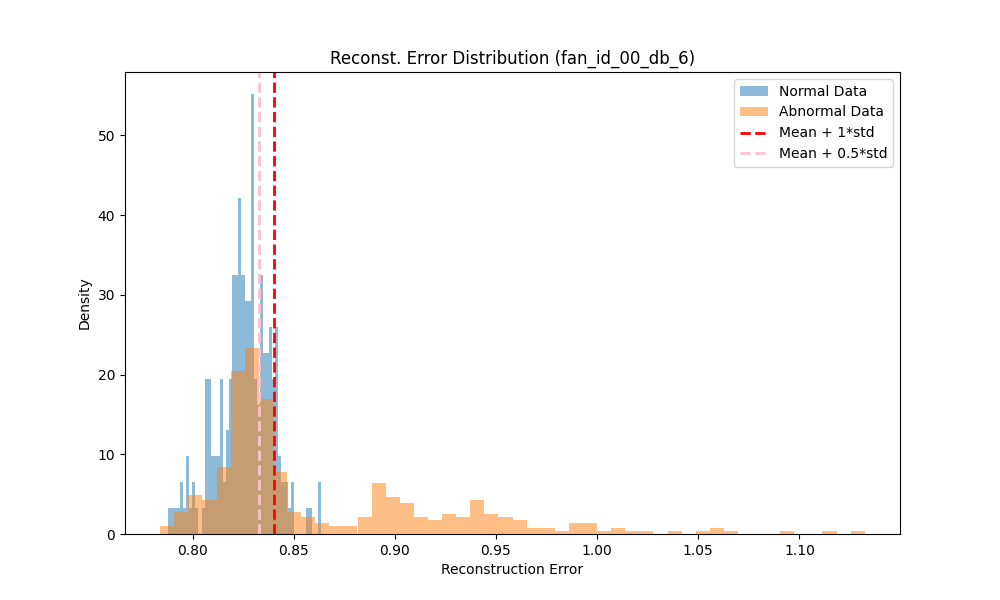 Reconst. Error Distribution (fan_id_00_db_6)
Normal Data
Abnormal Data
Mean + 1*std
Mean + 0.5*std
Density
50
40
30
20
10
0
0.80
0.85
0.90
0.95
1.00
1.05
1.10
Reconstruction Error